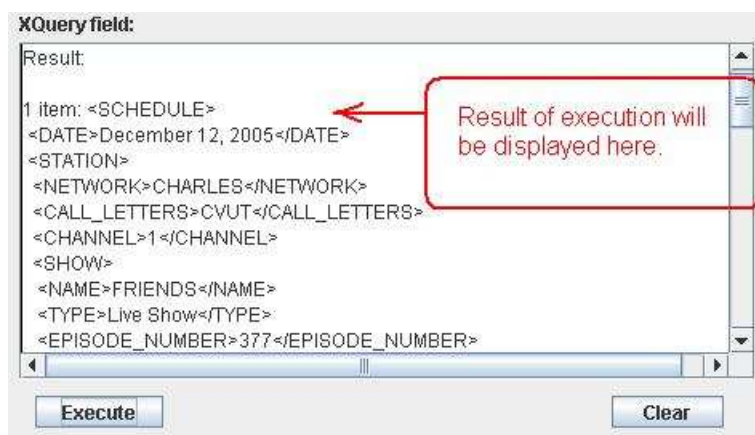 XQuery field:
Result:
1 item: <SCHEDULE>
<DATE>December 12, 2005</DATE>
<STATION>
<NETWORK>CHARLES</NETWORK>
<CALL_LETTERS>CVUT</CALL_LETTERS>
<CHANNEL>1</CHANNEL>
<SHOW>
<NAME>FRIENDS</NAME>
<TYPE>Live Show</TYPE>
<EPISODE_NUMBER>377</EPISODE_NUMBER>
Result of execution will
be displayed here.
Execute
Clear